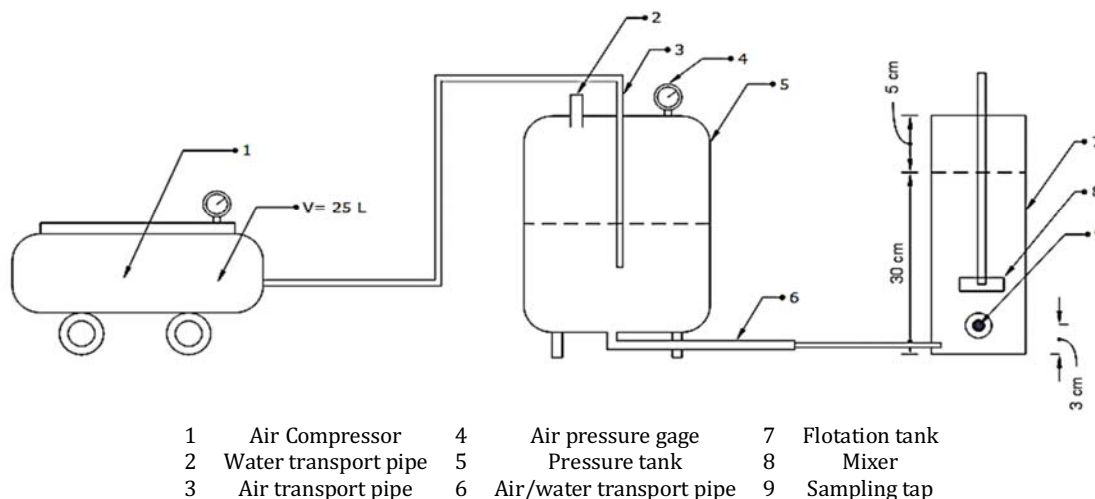 2
3
4
5
5 cm
7
8
1
V= 25 L
30 cm
6
3 cm
1 Air Compressor 4 Air pressure gage 7 Flotation tank
2 Water transport pipe 5 Pressure tank 8 Mixer
3 Air transport pipe 6 Air/water transport pipe 9 Sampling tap